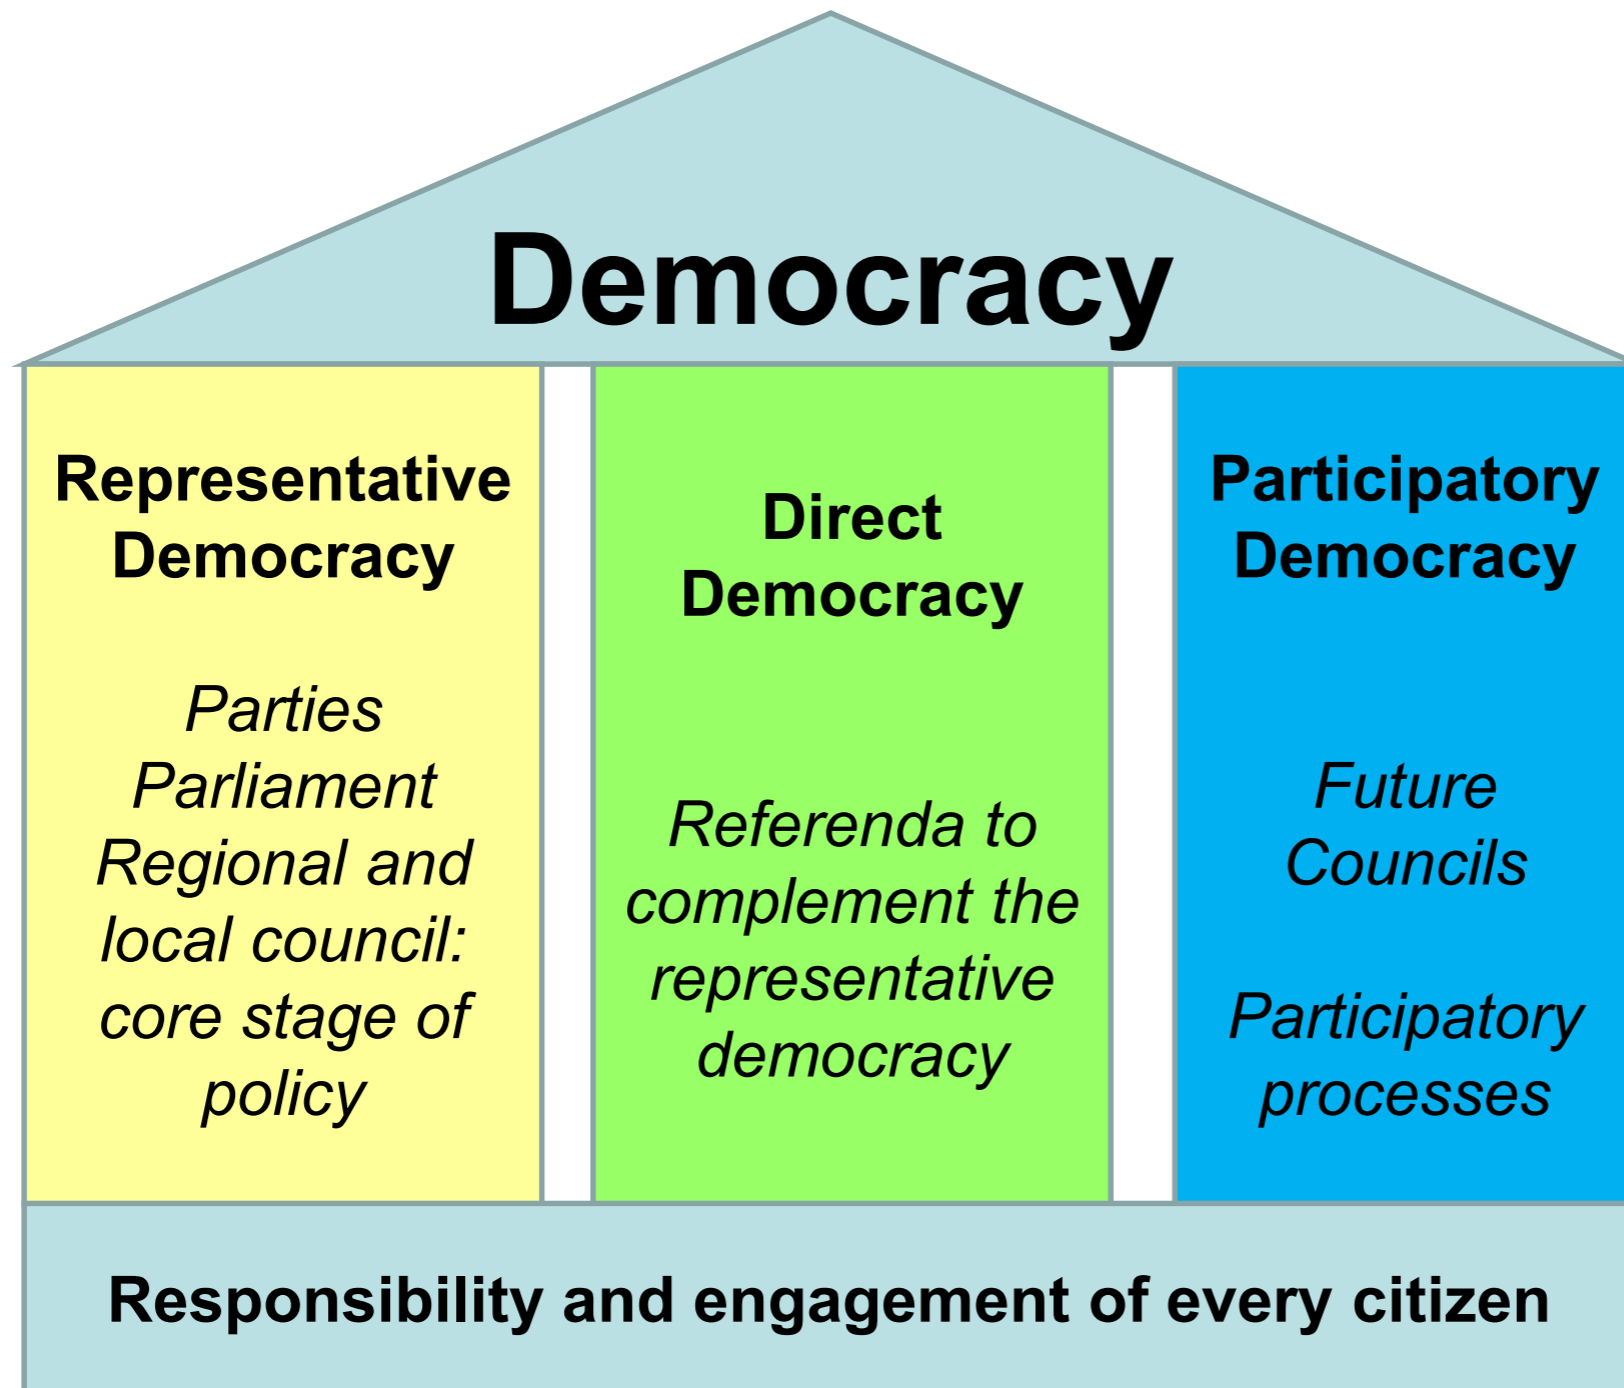 Democracy
Representative
Democracy
Parties
Parliament
Regional and
local council:
core stage of
policy
Direct
Democracy
Referenda to
complement the
representative
democracy
Participatory
Democracy
Future
Councils
Participatory
processes
Responsibility and engagement of every citizen